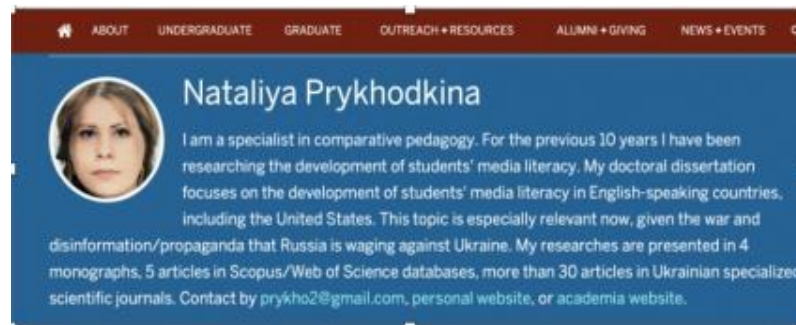 ABOUT UNDERGRADUATE GRADUATE OUTREACH + RESOURCES ALUMNI + GIVING NEWS + EVENTS
Nataliya Prykhodkina
I am a specialist in comparative pedagogy. For the previous 10 years I have been
researching the development of students' media literacy. My doctoral dissertation
focuses on the development of students' media literacy in English-speaking countries,
including the United States. This topic is especially relevant now, given the war and
disinformation/propaganda that Russia is waging against Ukraine. My researches are presented in 4
monographs, 5 articles in Scopus/Web of Science databases, more than 30 articles in Ukrainian specialized
scientific journals. Contact by prykho2@gmail.com, personal website, or academia website.